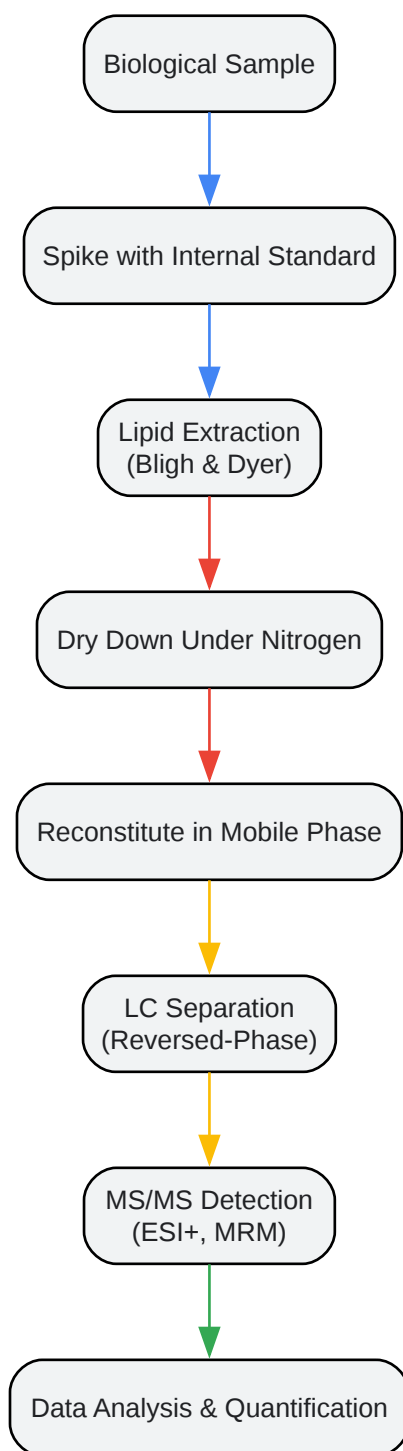 Biological Sample
Spike with Internal Standard
Lipid Extraction
(Bligh & Dyer)
Dry Down Under Nitrogen
Reconstitute in Mobile Phase
LC Separation
(Reversed-Phase)
MS/MS Detection
(ESI+, MRM)
Data Analysis & Quantification